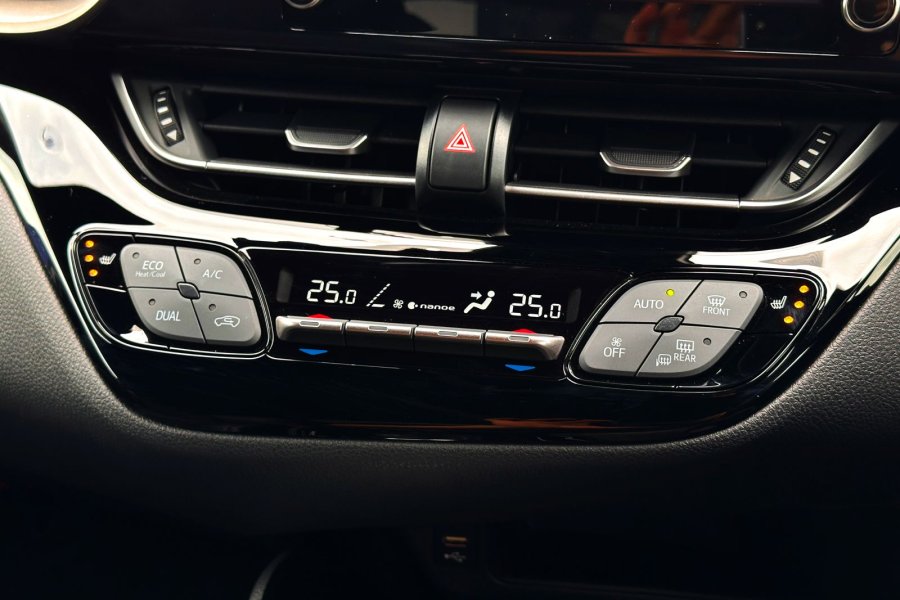 ECO
Heat/Cool
A/C
DUAL
25.0
nanoe
25.0
AUTO
FRONT
OFF
REAR